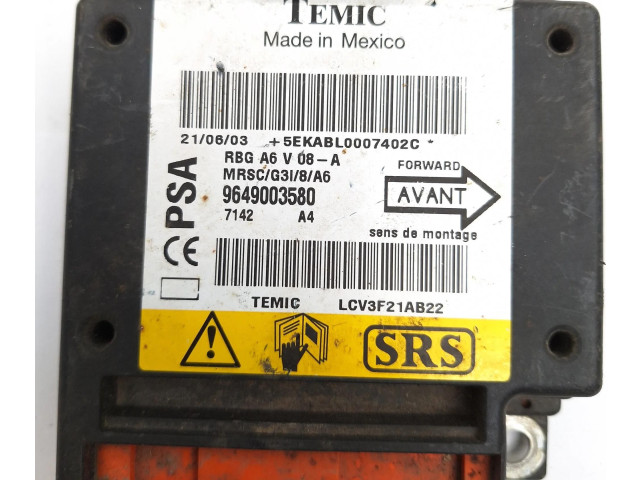 TEMIC
Made in Mexico
21/06/03 +5EKABL0007402C *
RBG A6 V 08-A
MRSC/G3I/8/A6
9649003580
7142 A4
PSA
CE
FORWARD
AVANT
sens de montage
TEMIC LCV3F21AB22
SRS